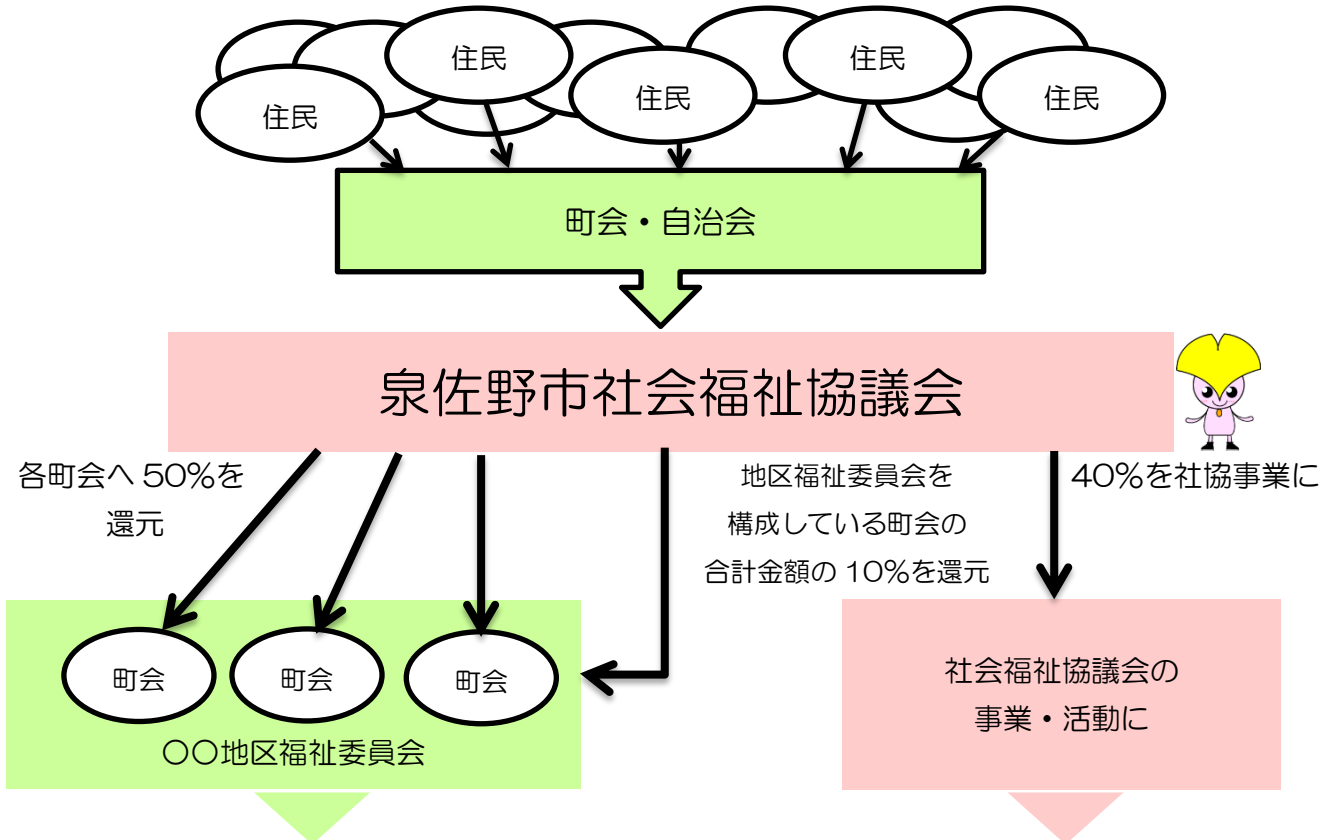 住民
住民
住民
住民
住民
町会・自治会
泉佐野市社会福祉協議会
各町会へ 50%を
還元
地区福祉委員会を
構成している町会の
合計金額の 10%を還元
40%を社協事業に
町会
町会
町会
〇〇地区福祉委員会
社会福祉協議会の
事業・活動に